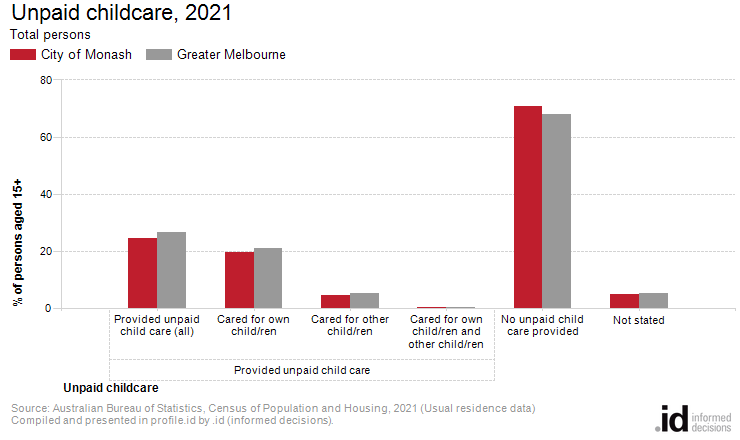 Unpaid childcare, 2021
Total persons
City of Monash
Greater Melbourne
% of persons aged 15+
80
60
40
20
0
Provided unpaid
child care (all)
Cared for own
child/ren
Cared for other
child/ren
Cared for own
child/ren and
other child/ren
No unpaid child
care provided
Not stated
Provided unpaid child care
Unpaid childcare
Source: Australian Bureau of Statistics, Census of Population and Housing, 2021 (Usual residence data)
Compiled and presented in profile.id by .id (informed decisions).
.id informed
decisions